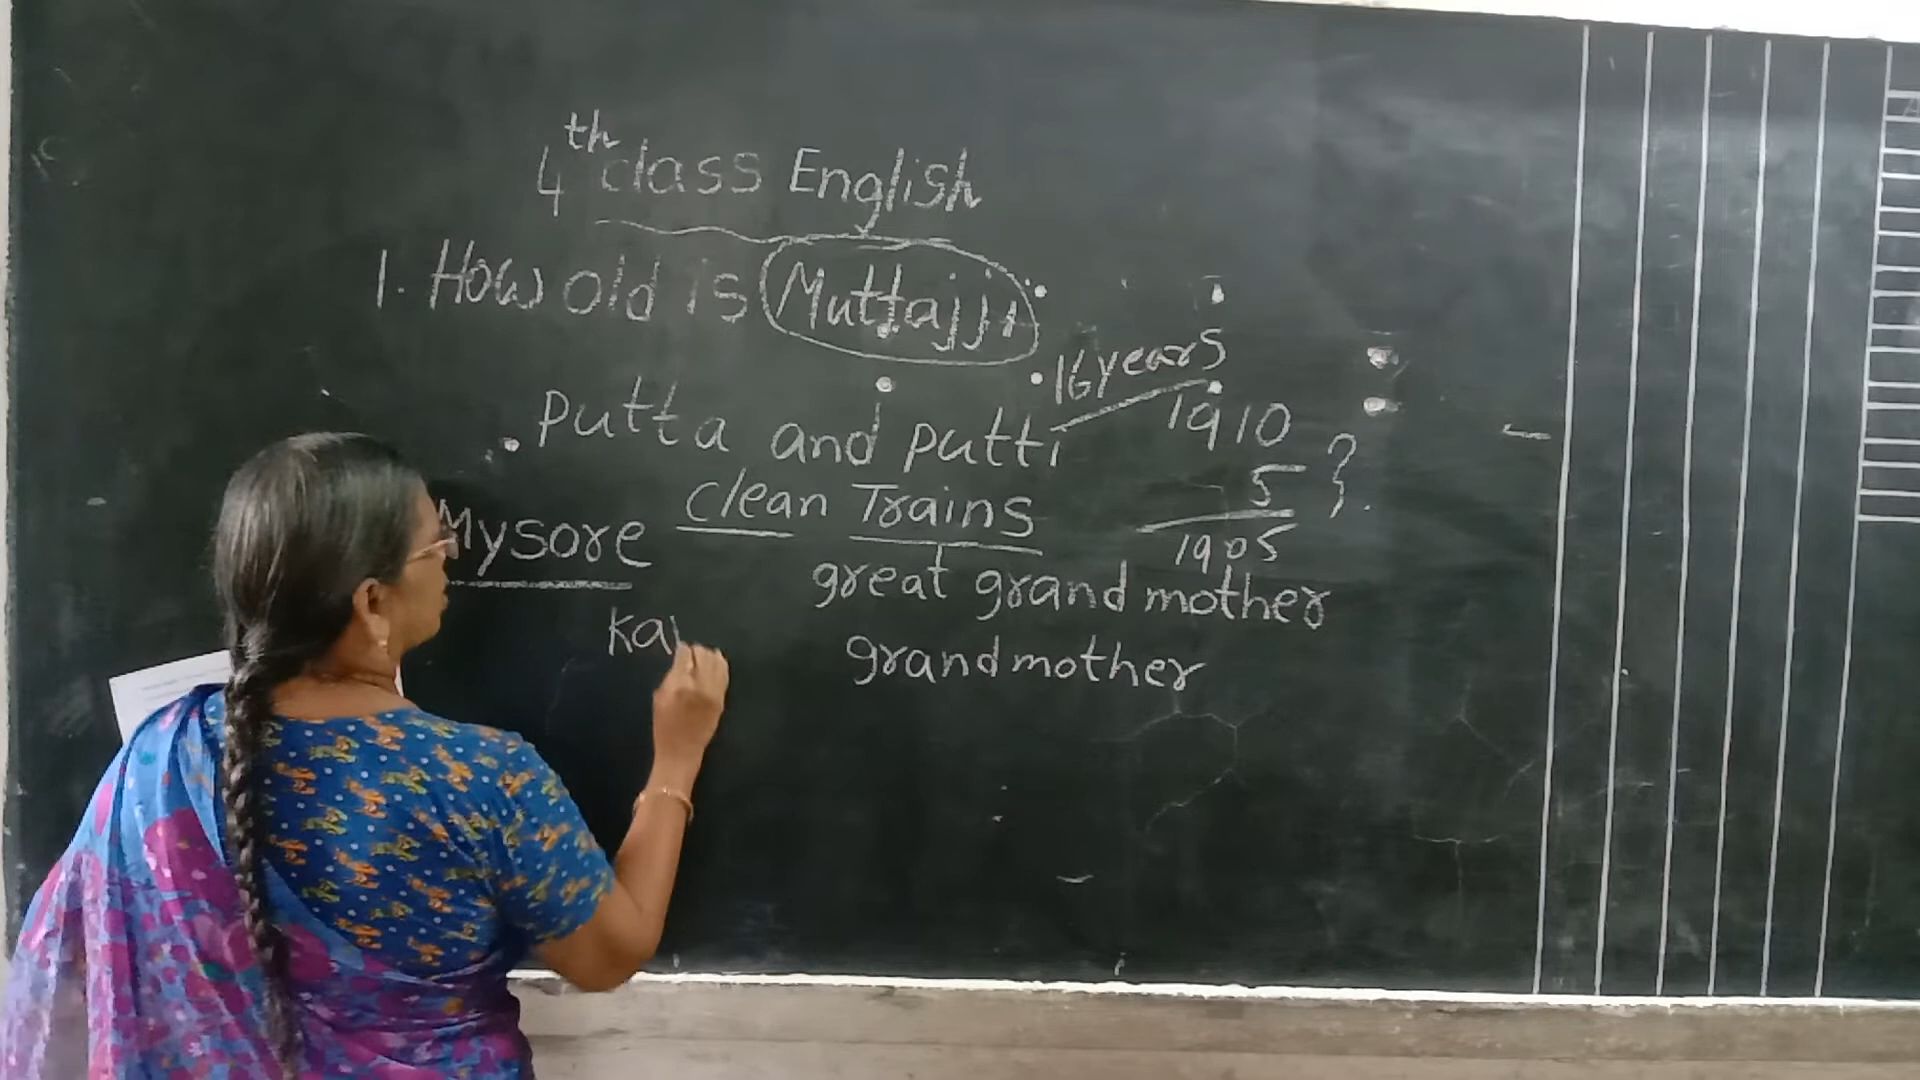 4th class English
1. How old is Muttajji
16 years
Putta and putti
1910
5
1905
clean Trains
Mysore
great grand mother
Ka
grandmother